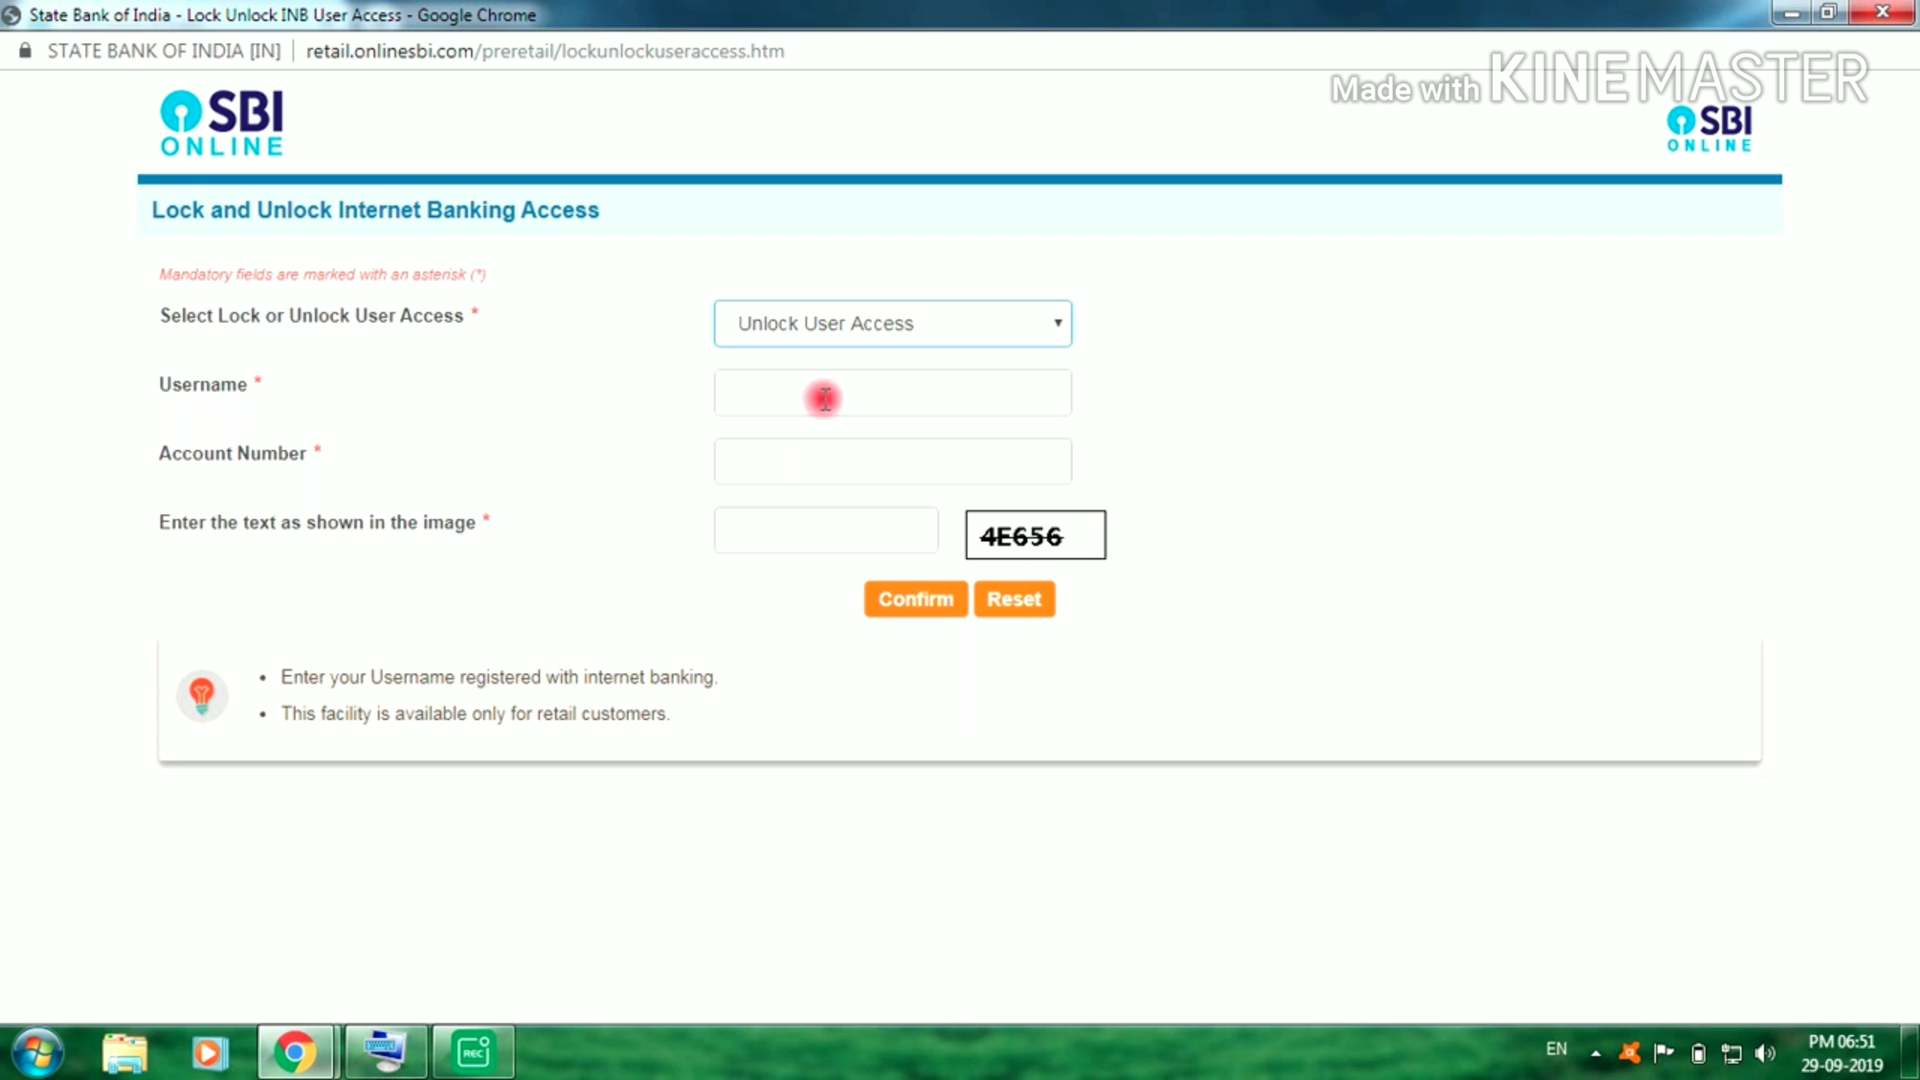 State Bank of India - Lock Unlock INB User Access - Google Chrome
STATE BANK OF INDIA [IN] retail.onlinesbi.com/preretail/lockunlockuseraccess.htm
Made with KINEMASTER
SBI
ONLINE
SBI
ONLINE
Lock and Unlock Internet Banking Access
Mandatory fields are marked with an asterisk (*)
Select Lock or Unlock User Access *
Unlock User Access
Username *
Account Number *
Enter the text as shown in the image *
4E656
Confirm Reset
• Enter your Username registered with internet banking.
• This facility is available only for retail customers.
REC
EN
PM 06:51
29-09-2019